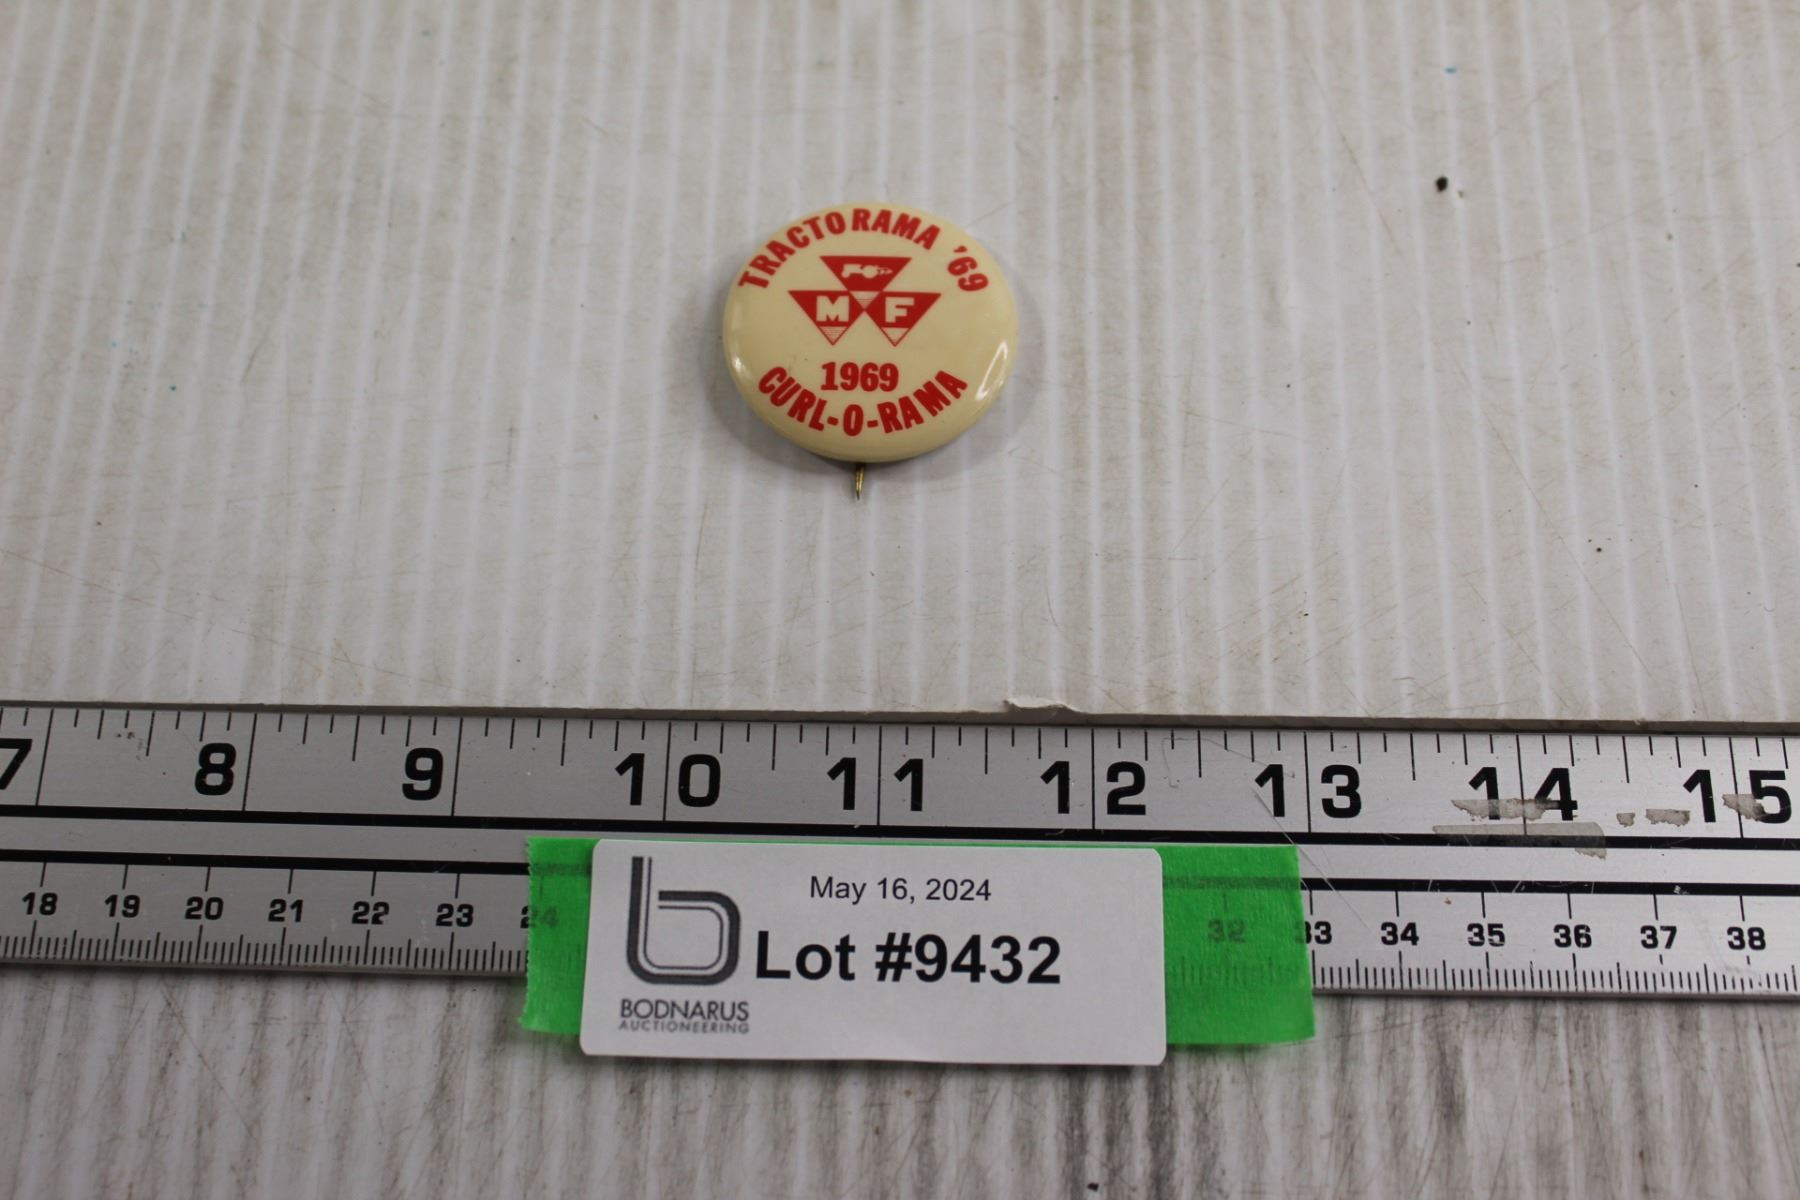 TRACTORAMA '69
M F
1969
CURL-O-RAMA
7 8 9 10 11 12 13 14 15
18 19 20 21 22 23 24 32 33 34 35 36 37 38
May 16, 2024
Lot #9432
BODNARUS
AUCTIONEERING